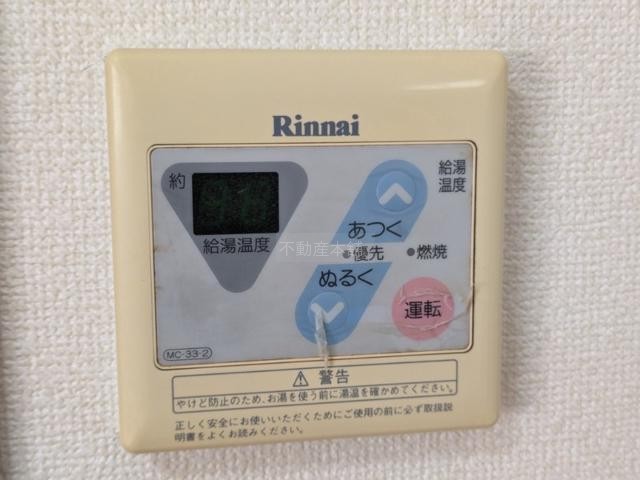 Rinnai
約
給湯温度
給湯
温度
あつく
優先
燃焼
ぬるく
運転
MC-33-2
警告
やけど防止のため、お湯を使う前に湯温を確かめてください。
正しく安全にお使いいただくためにご使用の前に必ず取扱説
明書をよくお読みください。